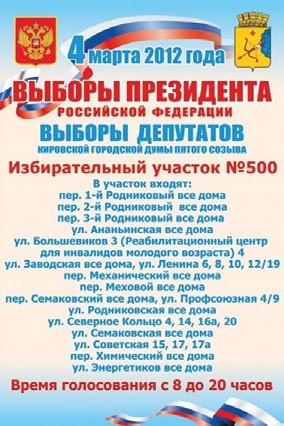 4 марта 2012 года
ВЫБОРЫ ПРЕЗИДЕНТА
РОССИЙСКОЙ ФЕДЕРАЦИИ
ВЫБОРЫ ДЕПУТАТОВ
КИРОВСКОЙ ГОРОДСКОЙ ДУМЫ ПЯТОГО СОЗЫВА
Избирательный участок №500
В участок входят:
пер. 1-й Родниковый все дома
пер. 2-й Родниковый все дома
пер. 3-й Родниковый все дома
ул. Ананьинская все дома
ул. Большевиков 3 (Реабилитационный центр
для инвалидов молодого возраста) 4
ул. Заводская все дома, ул. Ленина 6, 8, 10, 12/19
пер. Механический все дома
пер. Меховой все дома
пер. Семаковский все дома, ул. Профсоюзная 4/9
ул. Родниковская все дома
ул. Северное Кольцо 4, 14, 16а, 20
ул. Семаковская все дома
ул. Советская 15, 17, 17а
пер. Химический все дома
ул. Энергетиков все дома
Время голосования с 8 до 20 часов